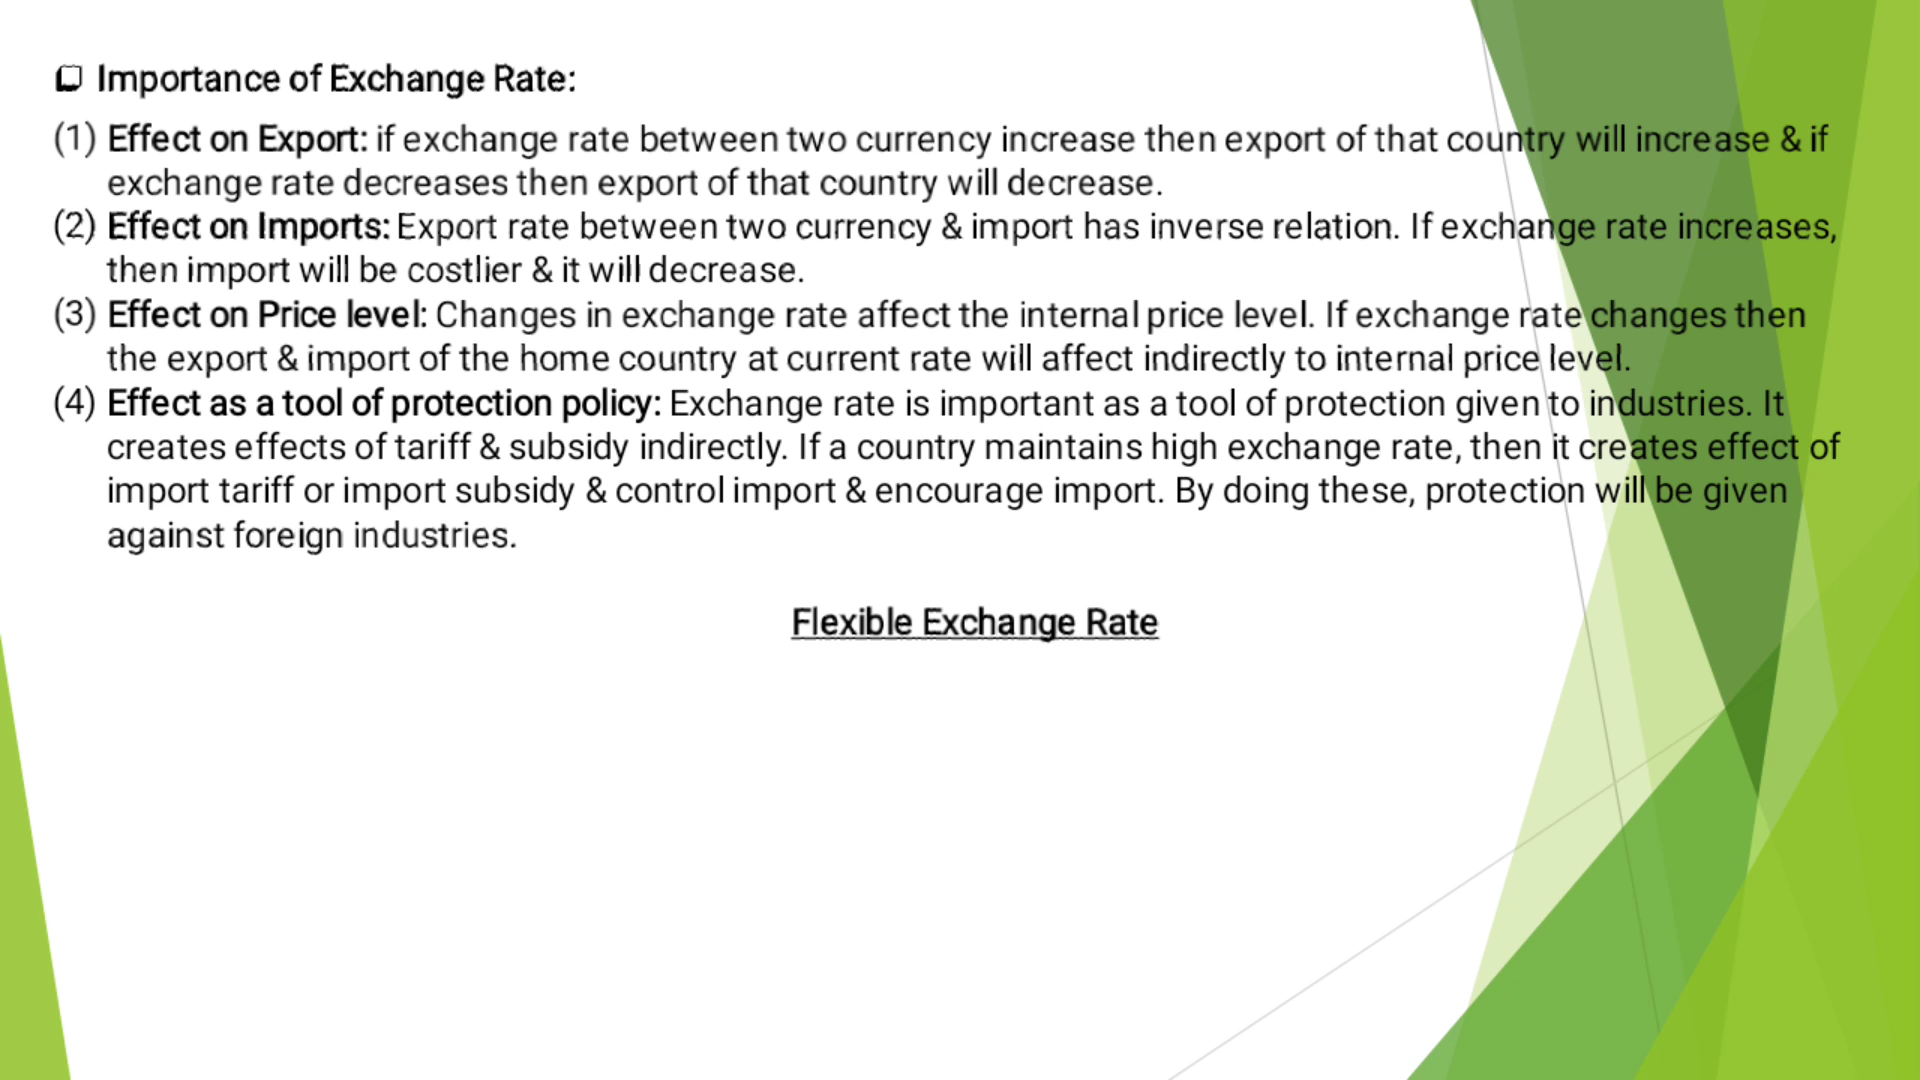 ❑ Importance of Exchange Rate:
(1) Effect on Export: if exchange rate between two currency increase then export of that country will increase & if
exchange rate decreases then export of that country will decrease.
(2) Effect on Imports: Export rate between two currency & import has inverse relation. If exchange rate increases,
then import will be costlier & it will decrease.
(3) Effect on Price level: Changes in exchange rate affect the internal price level. If exchange rate changes then
the export & import of the home country at current rate will affect indirectly to internal price level.
(4) Effect as a tool of protection policy: Exchange rate is important as a tool of protection given to industries. It
creates effects of tariff & subsidy indirectly. If a country maintains high exchange rate, then it creates effect of
import tariff or import subsidy & control import & encourage import. By doing these, protection will be given
against foreign industries.
Flexible Exchange Rate